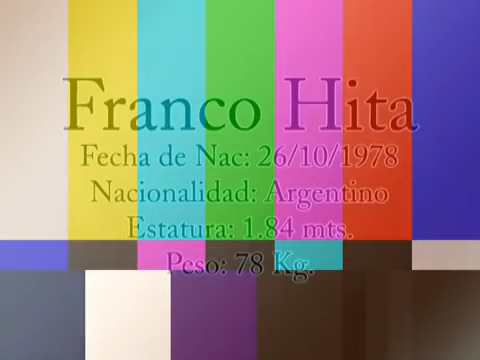 Franco Hita
Fecha de Nac: 26/10/1978
Nacionalidad: Argentino
Estatura: 1.84 mts.
Peso: 78 Kg.